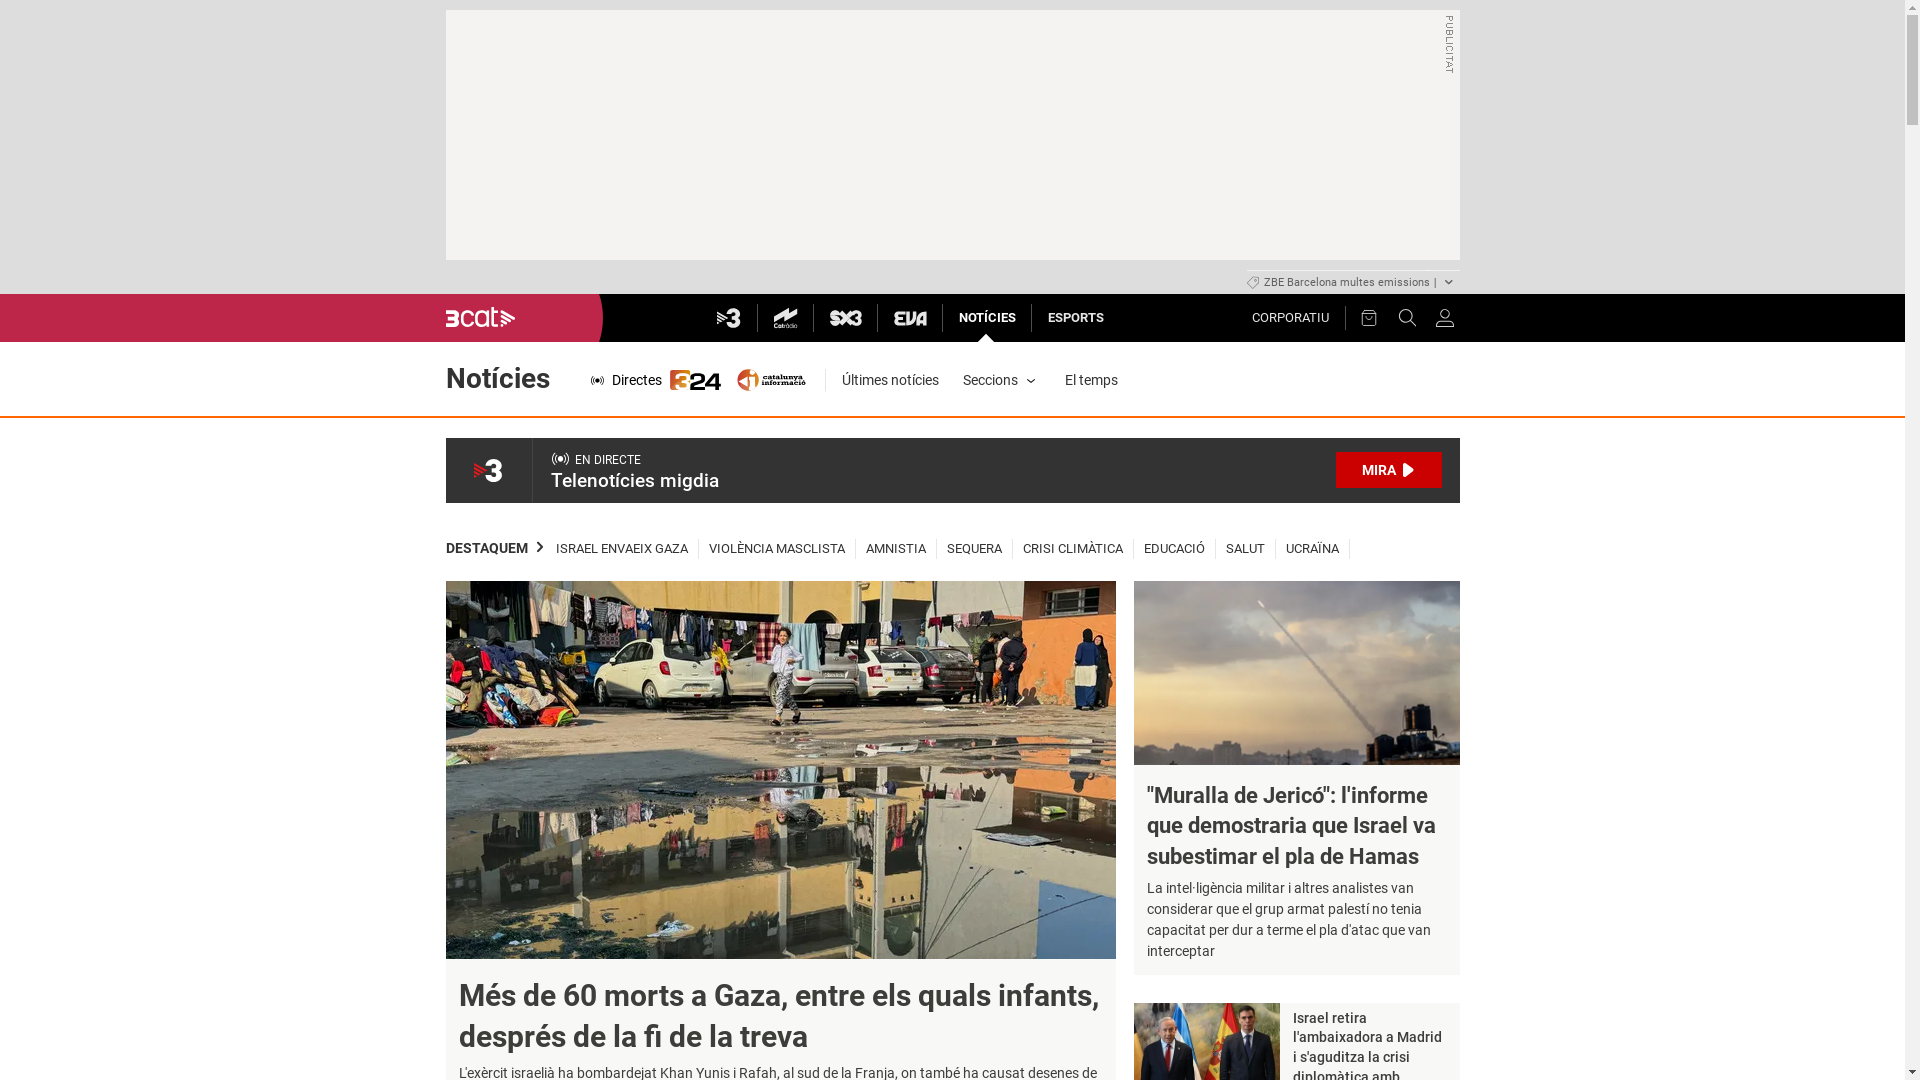 PUBLICITAT
ZBE Barcelona multes emissions |
3cat
3
Catràdio
SX3
EVA
NOTÍCIES
ESPORTS
CORPORATIU
Notícies
Directes
324
catalunya
informació
Últimes notícies
Seccions
El temps
3
EN DIRECTE
Telenotícies migdia
MIRA
DESTAQUEM
ISRAEL ENVAEIX GAZA
VIOLÈNCIA MASCLISTA
AMNISTIA
SEQUERA
CRISI CLIMÀTICA
EDUCACIÓ
SALUT
UCRAÏNA
Més de 60 morts a Gaza, entre els quals infants,
després de la fi de la treva
L'exèrcit israelià ha bombardejat Khan Yunis i Rafah, al sud de la Franja, on també ha causat desenes de
"Muralla de Jericó": l'informe
que demostraria que Israel va
subestimar el pla de Hamas
La intel·ligència militar i altres analistes van
considerar que el grup armat palestí no tenia
capacitat per dur a terme el pla d'atac que van
interceptar
Israel retira
l'ambaixadora a Madrid
i s'aguditza la crisi
diplomàtica amb